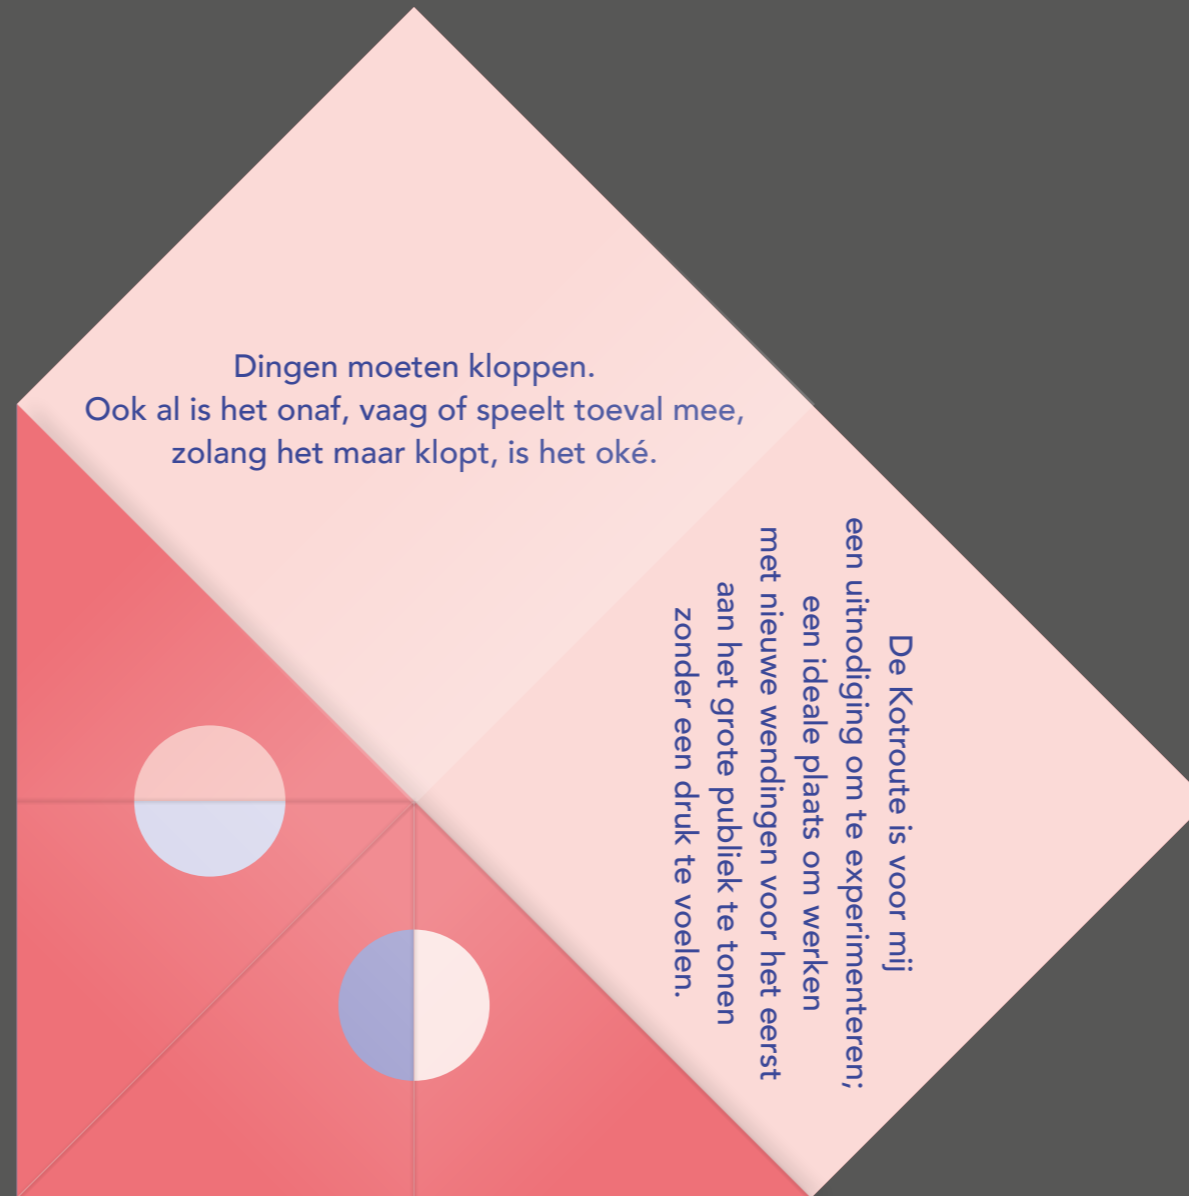 Dingen moeten kloppen.
Ook al is het onaf, vaag of speelt toeval mee,
zolang het maar klopt, is het oké.
De Kotroute is voor mij
een uitnodiging om te experimenteren;
een ideale plaats om werken
met nieuwe wendingen voor het eerst
aan het grote publiek te tonen
zonder een druk te voelen.